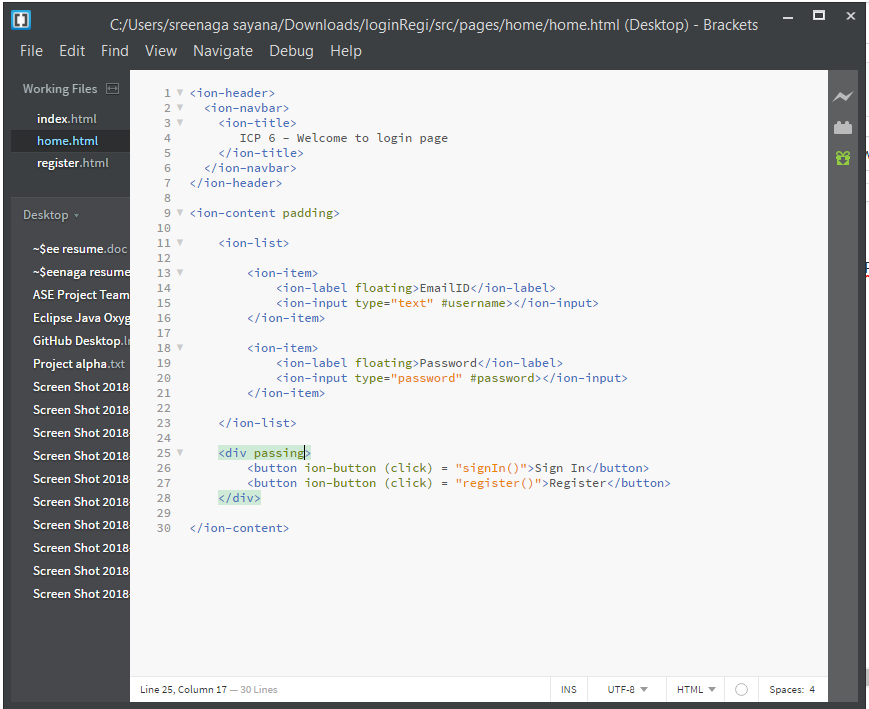 C:/Users/sreenaga sayana/Downloads/loginRegi/src/pages/home/home.html (Desktop) - Brackets
File Edit Find View Navigate Debug Help
Working Files
index.html
home.html
register.html
Desktop
~$ee resume.doc
~$eenaga resume
ASE Project Team
Eclipse Java Oxyg
GitHub Desktop.l
Project alpha.txt
Screen Shot 2018-
Screen Shot 2018-
Screen Shot 2018-
Screen Shot 2018-
Screen Shot 2018-
Screen Shot 2018-
Screen Shot 2018-
Screen Shot 2018-
Screen Shot 2018-
Screen Shot 2018-
1 <ion-header>
2 <ion-navbar>
3 <ion-title>
4 ICP 6 - Welcome to login page
5 </ion-title>
6 </ion-navbar>
7 </ion-header>
8
9 <ion-content padding>
10
11 <ion-list>
12
13 <ion-item>
14 <ion-label floating>EmailID</ion-label>
15 <ion-input type="text" #username></ion-input>
16 </ion-item>
17
18 <ion-item>
19 <ion-label floating>Password</ion-label>
20 <ion-input type="password" #password></ion-input>
21 </ion-item>
22
23 </ion-list>
24
25 <div passing>
26 <button ion-button (click) = "signIn()">Sign In</button>
27 <button ion-button (click) = "register()">Register</button>
28 </div>
29
30 </ion-content>
Line 25, Column 17 — 30 Lines
INS UTF-8 HTML Spaces: 4